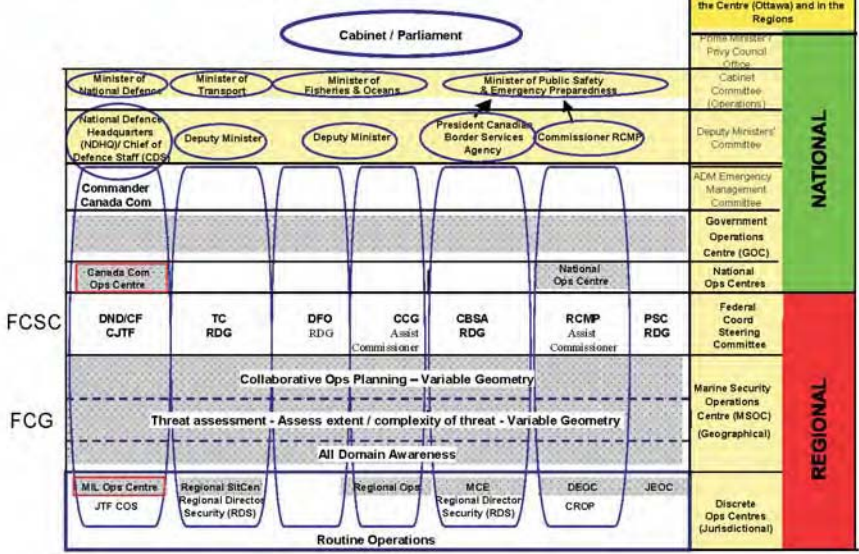 the Centre (Ottawa) and in the
Regions
Cabinet / Parliament
Prime Minister /
Privy Council
Office
Minister of
National Defence
Minister of
Transport
Minister of
Fisheries & Oceans
Minister of Public Safety
& Emergency Preparedness
Cabinet
Committee
(Operations)
National Defence
Headquarters
(NDHQ)/ Chief of
Defence Staff (CDS)
Deputy Minister
Deputy Minister
President Canadian
Border Services
Agency
Commissioner RCMP
Deputy Ministers'
Committee
Commander
Canada Com
ADM Emergency
Management
Committee
NATIONAL
Government
Operations
Centre (GOC)
Canada Com
Ops Centre
National
Ops Centre
National
Ops Centres
FCSC
DND/CF
CJTF
TC
RDG
DFO
RDG
CCG
Assist
Commissioner
CBSA
RDG
RCMP
Assist
Commissioner
PSC
RDG
Federal
Coord
Steering
Committee
FCG
Collaborative Ops Planning – Variable Geometry
Threat assessment - Assess extent / complexity of threat - Variable Geometry
All Domain Awareness
Marine Security
Operations
Centre (MSOC)
(Geographical)
REGIONAL
MIL Ops Centre
JTF COS
Regional SitCen
Regional Director
Security (RDS)
Regional Ops
MCE
Regional Director
Security (RDS)
DEOC
CROP
JEOC
Discrete
Ops Centres
(Jurisdictional)
Routine Operations